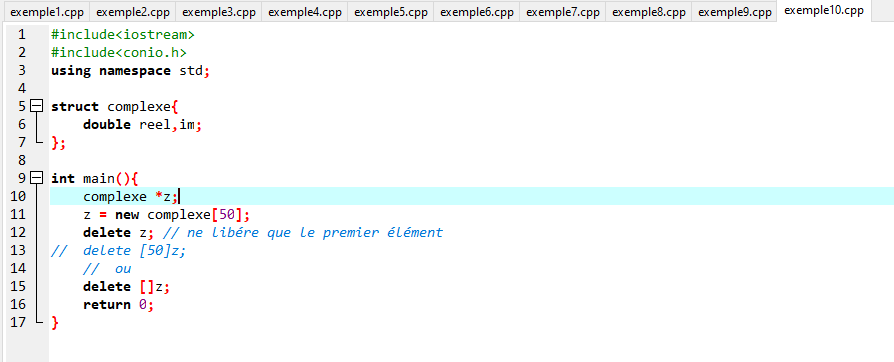 exemple1.cpp exemple2.cpp exemple3.cpp exemple4.cpp exemple5.cpp exemple6.cpp exemple7.cpp exemple8.cpp exemple9.cpp exemple10.cpp
1 #include<iostream>
2 #include<conio.h>
3 using namespace std;
4
5 struct complexe{
6 double reel,im;
7 };
8
9 int main(){
10 complexe *z;
11 z = new complexe[50];
12 delete z; // ne libére que le premier élément
13 // delete [50]z;
14 // ou
15 delete []z;
16 return 0;
17 }